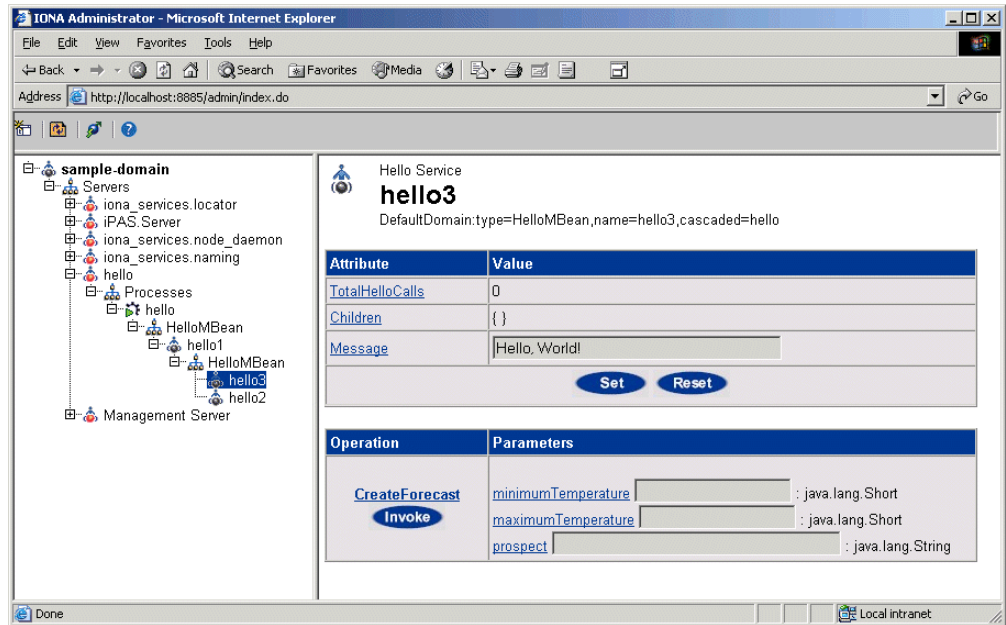 IONA Administrator - Microsoft Internet Explorer
File Edit View Favorites Tools Help
Back Search Favorites Media
Address http://localhost:8885/admin/index.do Go
sample-domain
Servers
iona_services.locator
iPAS.Server
iona_services.node_daemon
iona_services.naming
hello
Processes
hello
HelloMBean
hello1
HelloMBean
hello3
hello2
Management Server
Hello Service
hello3
DefaultDomain:type=HelloMBean,name=hello3,cascaded=hello
Attribute Value
TotalHelloCalls 0
Children { }
Message Hello, World!
Set Reset
Operation Parameters
CreateForecast
Invoke
minimumTemperature : java.lang.Short
maximumTemperature : java.lang.Short
prospect : java.lang.String
Done Local intranet